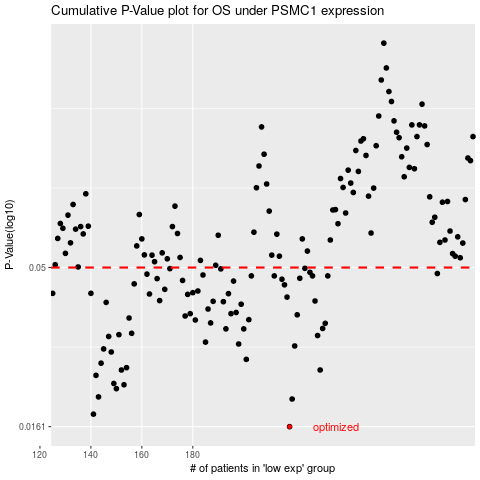 Cumulative P-Value plot for OS under PSMC1 expression
P-Value(log10)
0.05
0.0161
optimized
120
140
160
180
# of patients in 'low exp' group